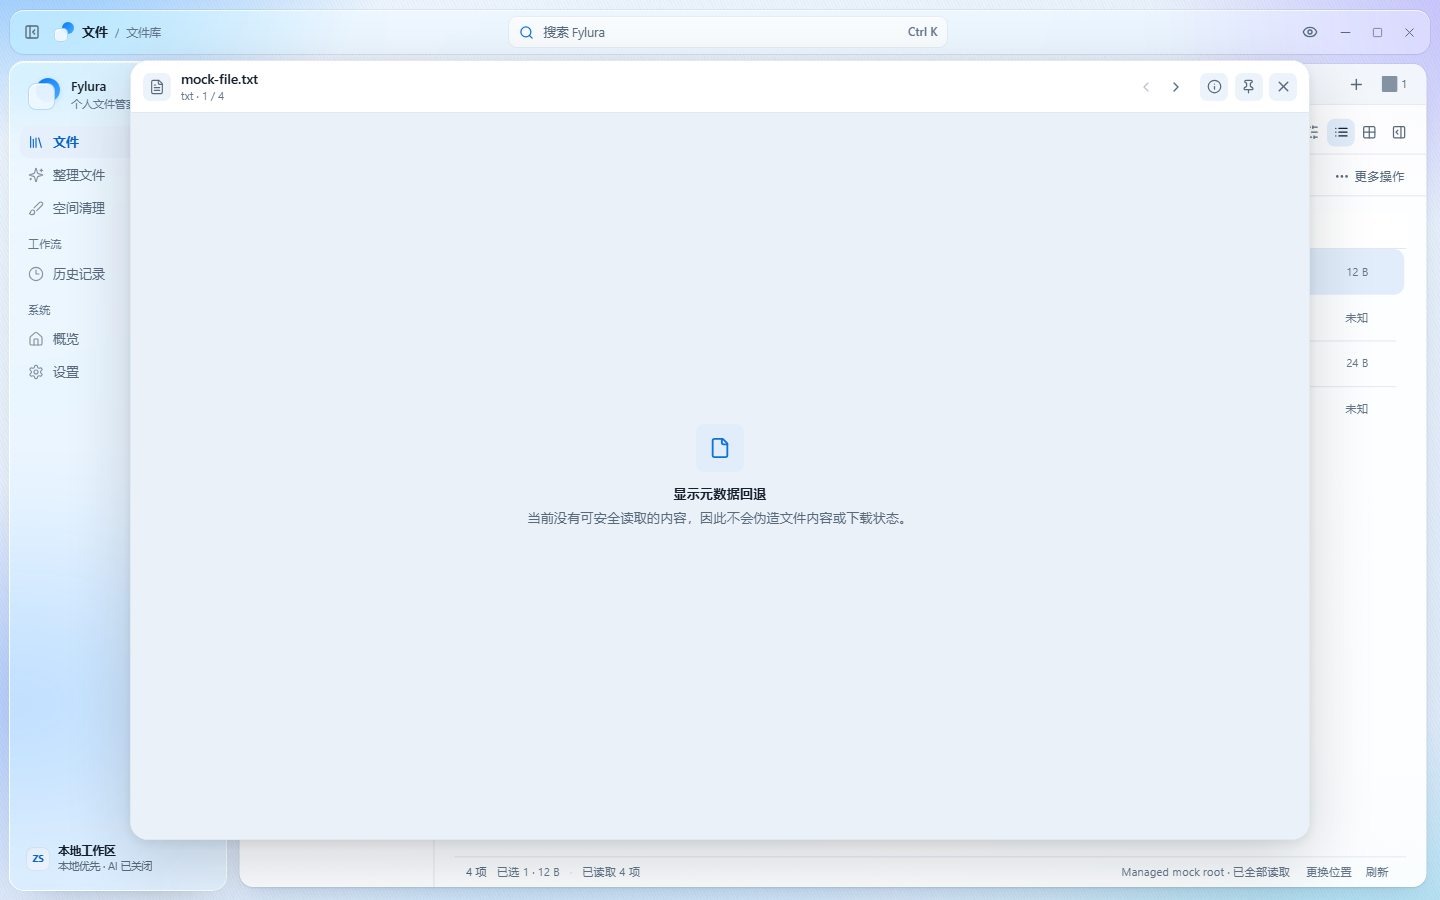 文件 / 文件库
搜索 Fylura
Ctrl K
Fylura
个人文件管
mock-file.txt
txt · 1 / 4
1
文件
整理文件
空间清理
工作流
历史记录
系统
概览
设置
··· 更多操作
12 B
未知
24 B
未知
显示元数据回退
当前没有可安全读取的内容，因此不会伪造文件内容或下载状态。
ZS
本地工作区
本地优先 · AI 已关闭
4 项 已选 1 · 12 B · 已读取 4 项
Managed mock root · 已全部读取 更换位置 刷新